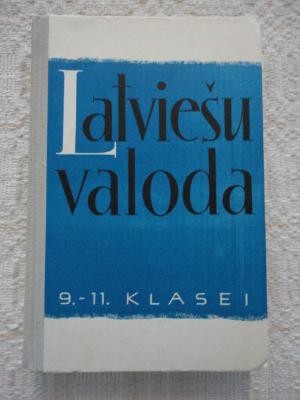 Latviešu
valoda
9.-11. KLASEI